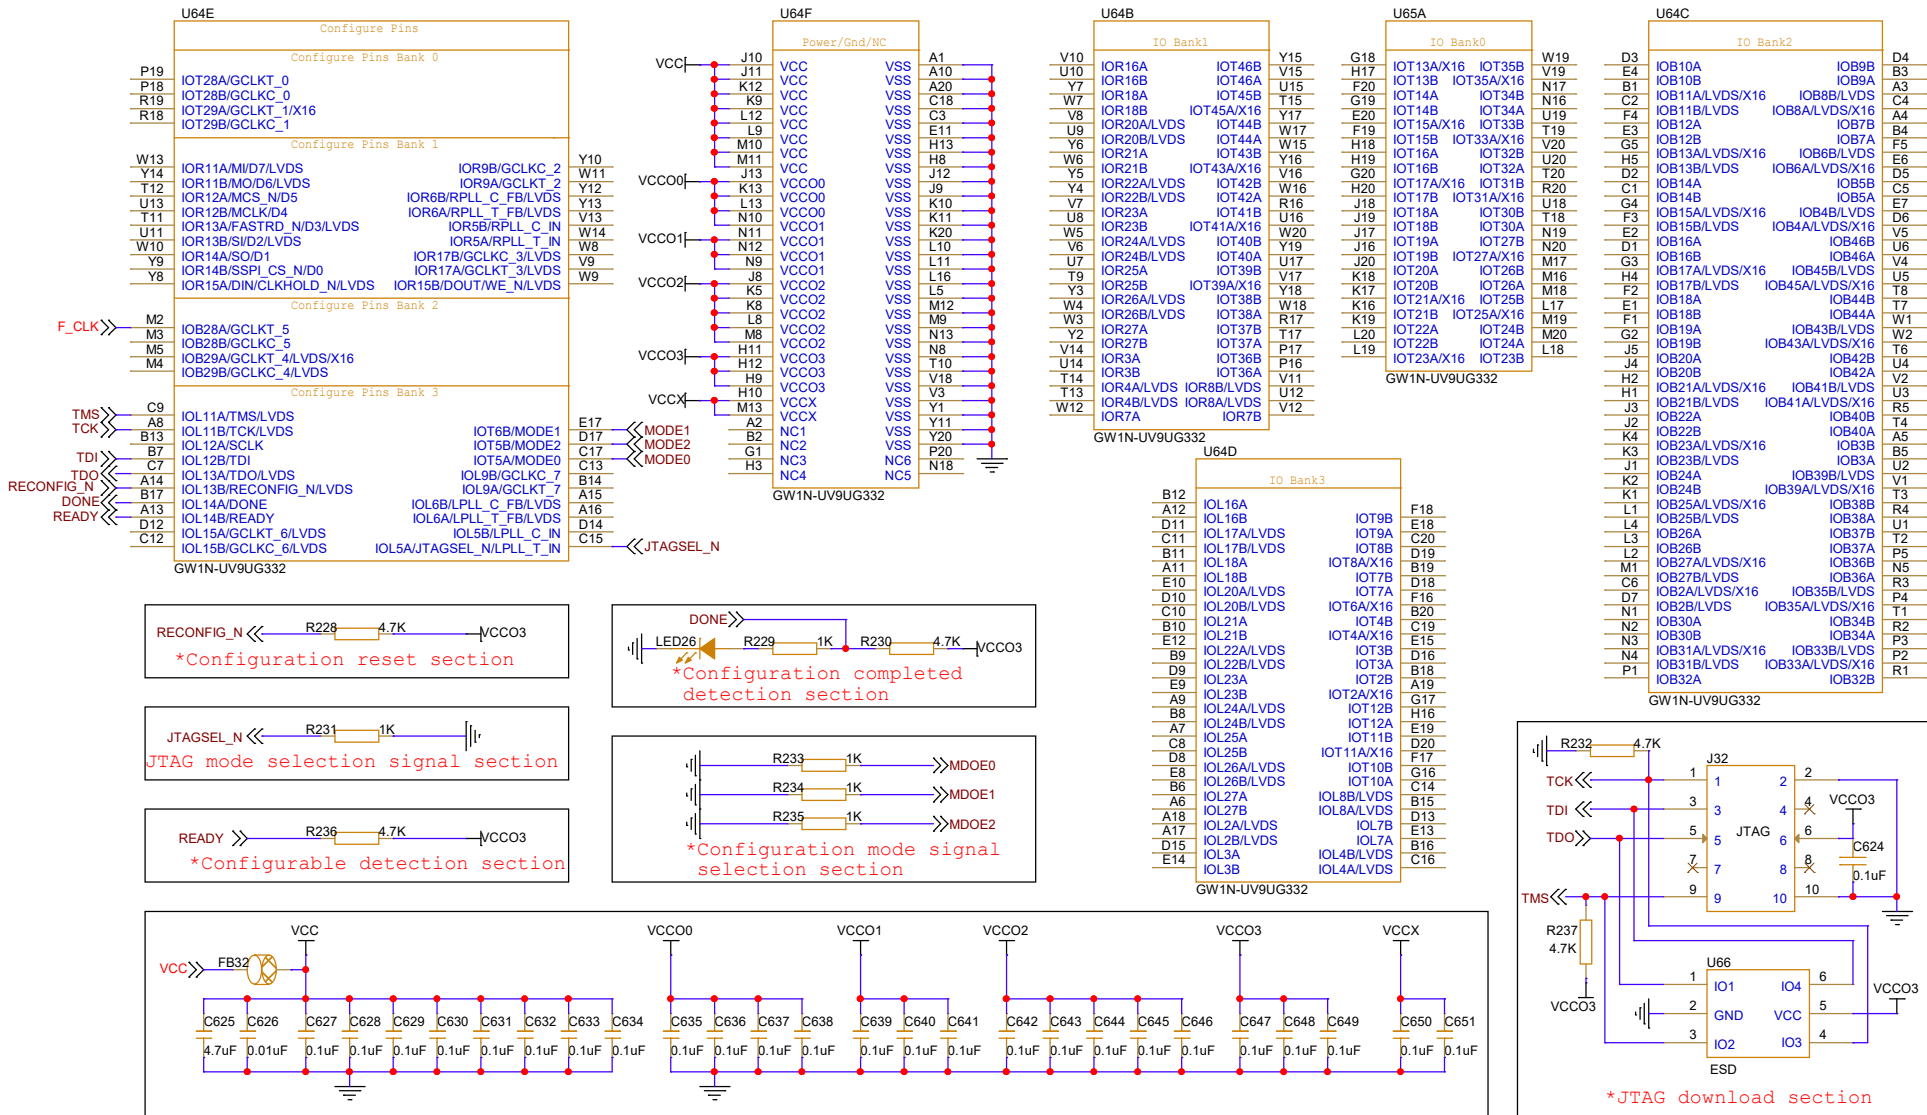 U64E
Configure Pins
Configure Pins Bank 0
P19 IOT28A/GCLKT_0
P18 IOT28B/GCLKC_0
R19 IOT29A/GCLKT_1/X16
R18 IOT29B/GCLKC_1
Configure Pins Bank 1
W13 IOR11A/MI/D7/LVDS IOR9B/GCLKC_2 Y10
Y14 IOR11B/MO/D6/LVDS IOR9A/GCLKT_2 W11
T12 IOR12A/MCS_N/D5 IOR6B/RPLL_C_FB/LVDS Y12
U13 IOR12B/MCLK/D4 IOR6A/RPLL_T_FB/LVDS Y13
T11 IOR13A/FASTRD_N/D3/LVDS IOR5B/RPLL_C_IN V13
U11 IOR13B/SI/D2/LVDS IOR5A/RPLL_T_IN W14
W10 IOR14A/SO/D1 IOR17B/GCLKC_3/LVDS W8
Y9 IOR14B/SSPI_CS_N/D0 IOR17A/GCLKT_3/LVDS V9
Y8 IOR15A/DIN/CLKHOLD_N/LVDS IOR15B/DOUT/WE_N/LVDS W9
Configure Pins Bank 2
F_CLK M2 IOB28A/GCLKT_5
M3 IOB28B/GCLKC_5
M5 IOB29A/GCLKT_4/LVDS/X16
M4 IOB29B/GCLKC_4/LVDS
Configure Pins Bank 3
TMS C9 IOL11A/TMS/LVDS
TCK A8 IOL11B/TCK/LVDS IOT6B/MODE1 E17 MODE1
B13 IOL12A/SCLK IOT5B/MODE2 D17 MODE2
TDI B7 IOL12B/TDI IOT5A/MODE0 C17 MODE0
TDO C7 IOL13A/TDO/LVDS IOL9B/GCLKC_7 C13
RECONFIG_N A14 IOL13B/RECONFIG_N/LVDS IOL9A/GCLKT_7 B14
DONE B17 IOL14A/DONE IOL6B/LPLL_C_FB/LVDS A15
READY A13 IOL14B/READY IOL6A/LPLL_T_FB/LVDS A16
D12 IOL15A/GCLKT_6/LVDS IOL5B/LPLL_C_IN D14
C12 IOL15B/GCLKC_6/LVDS IOL5A/JTAGSEL_N/LPLL_T_IN C15 JTAGSEL_N
GW1N-UV9UG332
U64F
Power/Gnd/NC
VCC J10 VCC VSS A1
J11 VCC VSS A10
K12 VCC VSS A20
K9 VCC VSS C18
L12 VCC VSS C3
L9 VCC VSS E11
M10 VCC VSS H13
M11 VCC VSS H8
VCCO0 J13 VCCO0 VSS J12
K13 VCCO0 VSS J9
L13 VCCO0 VSS K10
N10 VCCO1 VSS K11
VCCO1 N11 VCCO1 VSS K20
N12 VCCO1 VSS L10
N9 VCCO1 VSS L11
VCCO2 J8 VCCO2 VSS L16
K5 VCCO2 VSS L5
K8 VCCO2 VSS M12
L8 VCCO2 VSS M9
M8 VCCO2 VSS N13
VCCO3 H11 VCCO3 VSS N8
H12 VCCO3 VSS T10
H9 VCCO3 VSS V18
VCCX H10 VCCX VSS V3
M13 VCCX VSS Y1
A2 NC1 VSS Y11
B2 NC2 VSS Y20
G1 NC3 NC6 P20
H3 NC4 NC5 N18
GW1N-UV9UG332
U64B
IO Bank1
V10 IOR16A IOT46B Y15
U10 IOR16B IOT46A V15
Y7 IOR18A IOT45B U15
W7 IOR18B IOT45A/X16 T15
V8 IOR20A/LVDS IOT44B Y17
U9 IOR20B/LVDS IOT44A W17
Y6 IOR21A IOT43B W15
W6 IOR21B IOT43A/X16 Y16
Y5 IOR22A/LVDS IOT42B V16
Y4 IOR22B/LVDS IOT42A W16
V7 IOR23A IOT41B R16
U8 IOR23B IOT41A/X16 U16
W5 IOR24A/LVDS IOT40B W20
V6 IOR24B/LVDS IOT40A Y19
U7 IOR25A IOT39B U17
T9 IOR25B IOT39A/X16 V17
Y3 IOR26A/LVDS IOT38B Y18
W4 IOR26B/LVDS IOT38A W18
W3 IOR27A IOT37B R17
Y2 IOR27B IOT37A T17
V14 IOR3A IOT36B P17
U14 IOR3B IOT36A P16
T14 IOR4A/LVDS IOR8B/LVDS V11
T13 IOR4B/LVDS IOR8A/LVDS U12
W12 IOR7A IOR7B V12
GW1N-UV9UG332
U65A
IO Bank0
G18 IOT13A/X16 IOT35B W19
H17 IOT13B IOT35A/X16 V19
F20 IOT14A IOT34B N17
G19 IOT14B IOT34A N16
E20 IOT15A/X16 IOT33B U19
F19 IOT15B IOT33A/X16 T19
H18 IOT16A IOT32B V20
H19 IOT16B IOT32A U20
G20 IOT17A/X16 IOT31B T20
H20 IOT17B IOT31A/X16 R20
J18 IOT18A IOT30B U18
J19 IOT18B IOT30A T18
J17 IOT19A IOT27B N19
J16 IOT19B IOT27A/X16 N20
J20 IOT20A IOT26B M17
K18 IOT20B IOT26A M16
K17 IOT21A/X16 IOT25B M18
K16 IOT21B IOT25A/X16 L17
K19 IOT22A IOT24B M19
L20 IOT22B IOT24A M20
L19 IOT23A/X16 IOT23B L18
GW1N-UV9UG332
U64C
IO Bank2
D3 IOB10A IOB9B D4
E4 IOB10B IOB9A B3
B1 IOB11A/LVDS/X16 IOB8B/LVDS A3
C2 IOB11B/LVDS IOB8A/LVDS/X16 C4
F4 IOB12A IOB7B A4
E3 IOB12B IOB7A B4
G5 IOB13A/LVDS/X16 IOB6B/LVDS F5
H5 IOB13B/LVDS IOB6A/LVDS/X16 E6
D2 IOB14A IOB5B D5
C1 IOB14B IOB5A C5
G4 IOB15A/LVDS/X16 IOB4B/LVDS E7
F3 IOB15B/LVDS IOB4A/LVDS/X16 D6
E2 IOB16A IOB46B V5
D1 IOB16B IOB46A U6
G3 IOB17A/LVDS/X16 IOB45B/LVDS V4
H4 IOB17B/LVDS IOB45A/LVDS/X16 U5
F2 IOB18A IOB44B T8
E1 IOB18B IOB44A T7
F1 IOB19A IOB43B/LVDS W1
G2 IOB19B IOB43A/LVDS/X16 W2
J5 IOB20A IOB42B T6
J4 IOB20B IOB42A U4
H2 IOB21A/LVDS/X16 IOB41B/LVDS V2
H1 IOB21B/LVDS IOB41A/LVDS/X16 U3
J3 IOB22A IOB40B R5
J2 IOB22B IOB40A T4
K4 IOB23A/LVDS/X16 IOB3B A5
K3 IOB23B/LVDS IOB3A B5
J1 IOB24A IOB39B/LVDS U2
K2 IOB24B IOB39A/LVDS/X16 V1
K1 IOB25A/LVDS/X16 IOB38B T3
L1 IOB25B/LVDS IOB38A R4
L4 IOB26A IOB37B U1
L3 IOB26B IOB37A T2
L2 IOB27A/LVDS/X16 IOB36B P5
M1 IOB27B/LVDS IOB36A N5
C6 IOB2A/LVDS/X16 IOB35B/LVDS R3
D7 IOB2B/LVDS IOB35A/LVDS/X16 P4
N1 IOB30A IOB34B T1
N2 IOB30B IOB34A R2
N3 IOB31A/LVDS/X16 IOB33B/LVDS P3
N4 IOB31B/LVDS IOB33A/LVDS/X16 P2
P1 IOB32A IOB32B R1
GW1N-UV9UG332
U64D
IO Bank3
B12 IOL16A IOT9B F18
A12 IOL16B IOT9A E18
D11 IOL17A/LVDS IOT8B C20
C11 IOL17B/LVDS IOT8A/X16 D19
B11 IOL18A IOT7B B19
A11 IOL18B IOT7A D18
E10 IOL20A/LVDS IOT6A/X16 F16
D10 IOL20B/LVDS IOT4B B20
C10 IOL21A IOT4A/X16 C19
B10 IOL21B IOT3B E15
E12 IOL22A/LVDS IOT3A D16
B9 IOL22B/LVDS IOT2B B18
D9 IOL23A IOT2A/X16 A19
E9 IOL23B IOT12B G17
A9 IOL24A/LVDS IOT12A H16
B8 IOL24B/LVDS IOT11B E19
A7 IOL25A IOT11A/X16 D20
C8 IOL25B IOT10B F17
D8 IOL26A/LVDS IOT10A G16
E8 IOL26B/LVDS IOL8B/LVDS C14
B6 IOL27A IOL8A/LVDS B15
A6 IOL27B IOL7B D13
A18 IOL2A/LVDS IOL7A E13
A17 IOL2B/LVDS IOL4B/LVDS B16
D15 IOL3A IOL4A/LVDS C16
E14 IOL3B
GW1N-UV9UG332
RECONFIG_N R228 4.7K VCCO3
*Configuration reset section
DONE
LED26 R229 1K R230 4.7K VCCO3
*Configuration completed
detection section
JTAGSEL_N R231 1K
JTAG mode selection signal section
R233 1K MDOE0
R234 1K MDOE1
R235 1K MDOE2
*Configuration mode signal
selection section
READY R236 4.7K VCCO3
*Configurable detection section
R232 4.7K
J32
TCK 1 1 2 2
TDI 3 3 4 4 VCCO3
TDO 5 5 JTAG 6 6
7 7 8 8 C624
0.1uF
TMS 9 9 10 10
R237
4.7K
VCCO3
U66
1 IO1 IO4 6
2 GND VCC 5 VCCO3
3 IO2 IO3 4
ESD
*JTAG download section
VCC VCCO0 VCCO1 VCCO2 VCCO3 VCCX
VCC FB32
C625 C626 C627 C628 C629 C630 C631 C632 C633 C634 C635 C636 C637 C638 C639 C640 C641 C642 C643 C644 C645 C646 C647 C648 C649 C650 C651
4.7uF 0.01uF 0.1uF 0.1uF 0.1uF 0.1uF 0.1uF 0.1uF 0.1uF 0.1uF 0.1uF 0.1uF 0.1uF 0.1uF 0.1uF 0.1uF 0.1uF 0.1uF 0.1uF 0.1uF 0.1uF 0.1uF 0.1uF 0.1uF 0.1uF 0.1uF 0.1uF